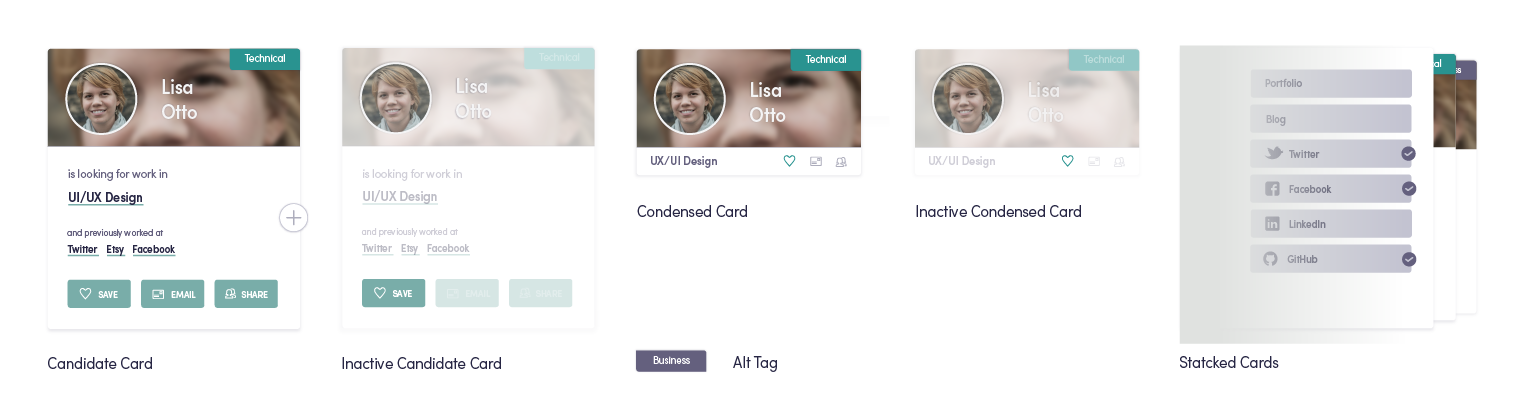 Technical
Lisa
Otto
is looking for work in
UI/UX Design
and previously worked at
Twitter Etsy Facebook
SAVE EMAIL SHARE
Candidate Card
Technical
Lisa
Otto
is looking for work in
UI/UX Design
and previously worked at
Twitter Etsy Facebook
SAVE EMAIL SHARE
Inactive Candidate Card
Technical
Lisa
Otto
UX/UI Design
Condensed Card
Business
Alt Tag
Technical
Lisa
Otto
UX/UI Design
Inactive Condensed Card
al
ss
Portfolio
Blog
Twitter
Facebook
LinkedIn
GitHub
Statcked Cards